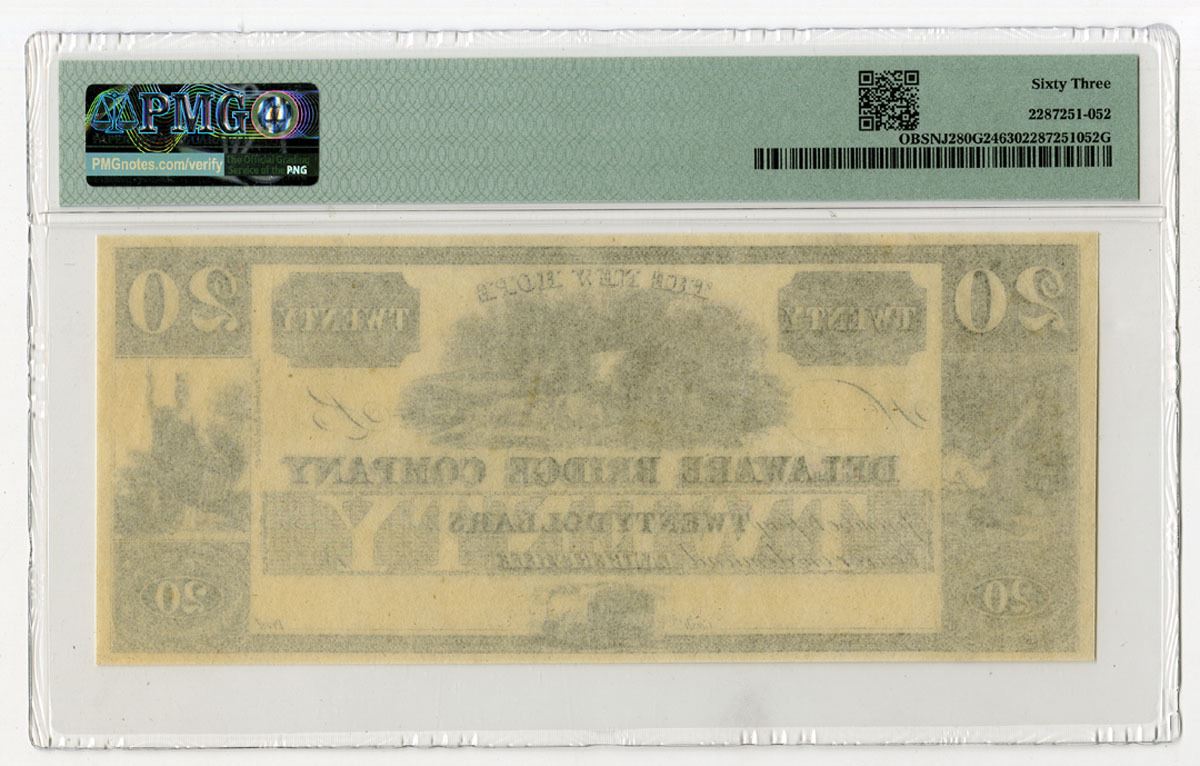 PMG
PMGnotes.com/verify
The Official Grading
Service of the PNG
Sixty Three
2287251-052
OBSNJ280G246302287251052G
20
THE NEW HOPE
20
TWENTY
TWENTY
DELAWARE BRIDGE COMPANY
TWENTY
TWENTY DOLLARS
20
20